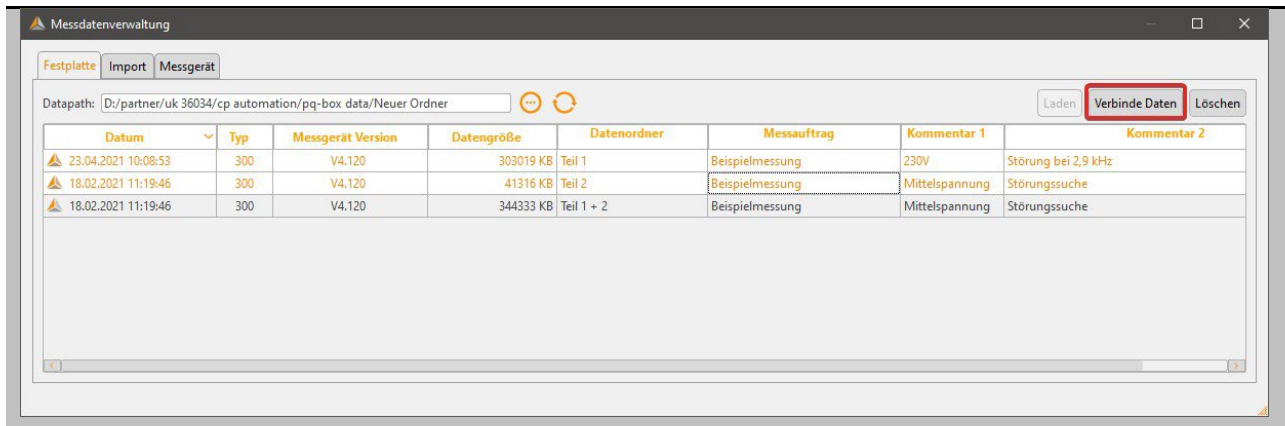 Messdatenverwaltung
Festplatte Import Messgerät
Datapath: D:/partner/uk 36034/cp automation/pq-box data/Neuer Ordner Laden Verbinde Daten Löschen
Datum Typ Messgerät Version Datengröße Datenordner Messauftrag Kommentar 1 Kommentar 2
23.04.2021 10:08:53 300 V4.120 303019 KB Teil 1 Beispielmessung 230V Störung bei 2,9 kHz
18.02.2021 11:19:46 300 V4.120 41316 KB Teil 2 Beispielmessung Mittelspannung Störungssuche
18.02.2021 11:19:46 300 V4.120 344333 KB Teil 1 + 2 Beispielmessung Mittelspannung Störungssuche